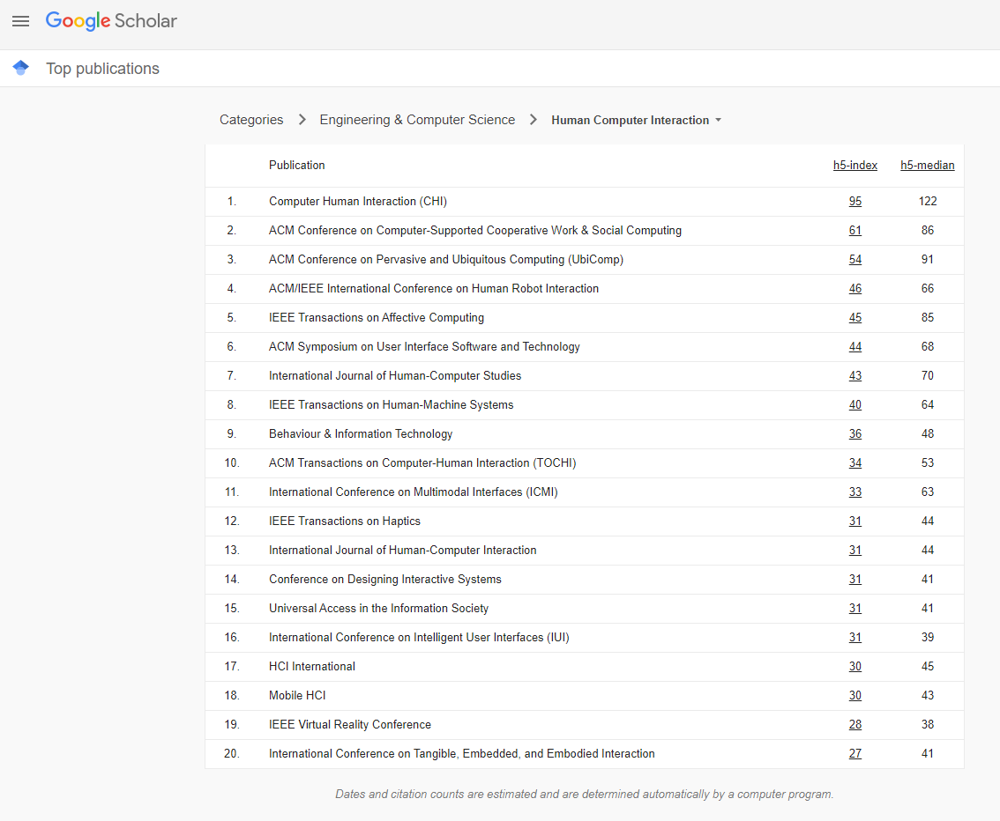 Google Scholar
Top publications
Categories Engineering & Computer Science Human Computer Interaction
Publication h5-index h5-median
1. Computer Human Interaction (CHI) 95 122
2. ACM Conference on Computer-Supported Cooperative Work & Social Computing 61 86
3. ACM Conference on Pervasive and Ubiquitous Computing (UbiComp) 54 91
4. ACM/IEEE International Conference on Human Robot Interaction 46 66
5. IEEE Transactions on Affective Computing 45 85
6. ACM Symposium on User Interface Software and Technology 44 68
7. International Journal of Human-Computer Studies 43 70
8. IEEE Transactions on Human-Machine Systems 40 64
9. Behaviour & Information Technology 36 48
10. ACM Transactions on Computer-Human Interaction (TOCHI) 34 53
11. International Conference on Multimodal Interfaces (ICMI) 33 63
12. IEEE Transactions on Haptics 31 44
13. International Journal of Human-Computer Interaction 31 44
14. Conference on Designing Interactive Systems 31 41
15. Universal Access in the Information Society 31 41
16. International Conference on Intelligent User Interfaces (IUI) 31 39
17. HCI International 30 45
18. Mobile HCI 30 43
19. IEEE Virtual Reality Conference 28 38
20. International Conference on Tangible, Embedded, and Embodied Interaction 27 41
Dates and citation counts are estimated and are determined automatically by a computer program.